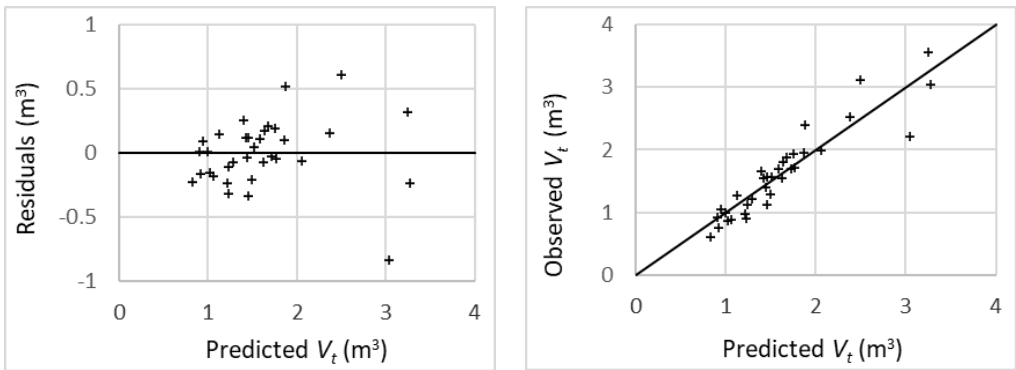 Residuals (m³)
1
0.5
0
-0.5
-1
0 1 2 3 4
Predicted Vₜ (m³)
Observed Vₜ (m³)
4
3
2
1
0
0 1 2 3 4
Predicted Vₜ (m³)